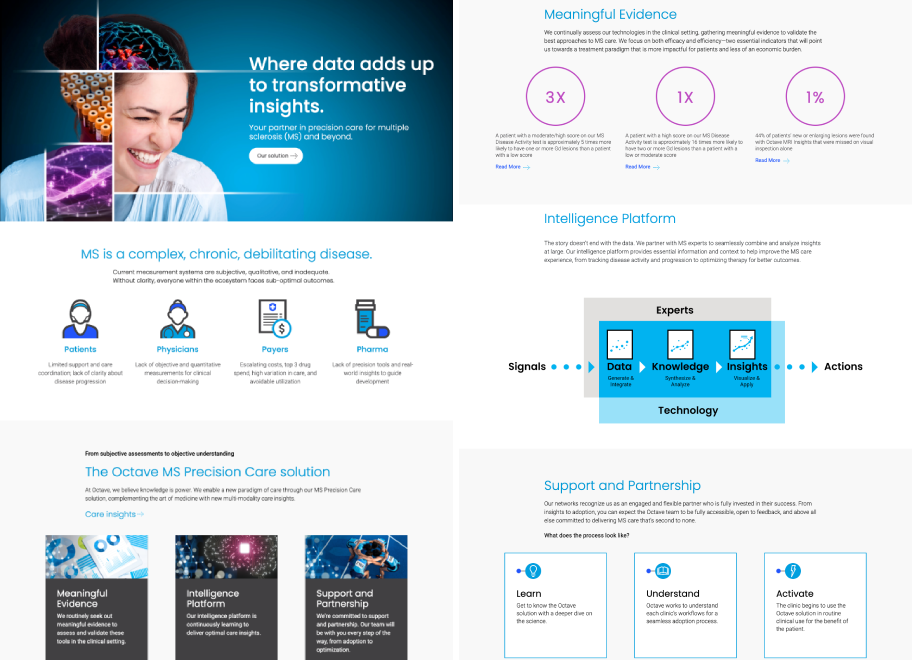 Where data adds up
to transformative
insights.
Your partner in precision care for multiple
sclerosis (MS) and beyond.
Our solution
MS is a complex, chronic, debilitating disease.
Current measurement systems are subjective, qualitative, and inadequate.
Without clarity, everyone within the ecosystem faces sub-optimal outcomes.
Patients
Limited support and care
coordination; lack of clarity about
disease progression
Physicians
Lack of objective and quantitative
measurements for clinical
decision-making
Payers
Escalating costs, top 3 drug
spend, high variation in care, and
avoidable utilization
Pharma
Lack of precision tools and real-
world insights to guide
development
From subjective assessments to objective understanding
The Octave MS Precision Care solution
At Octave, we believe knowledge is power. We enable a new paradigm of care through our MS Precision Care
solution, complementing the art of medicine with new multi-modality care insights.
Care insights
Meaningful
Evidence
We routinely seek out
meaningful evidence to
assess and validate these
tools in the clinical setting.
Intelligence
Platform
Our intelligence platform is
continuously learning to
deliver optimal care insights.
Support and
Partnership
We're committed to support
and partnership. Our team will
be with you every step of the
way, from adoption to
optimization.
Meaningful Evidence
We continually assess our technologies in the clinical setting, gathering meaningful evidence to validate the
best approaches to MS care. We focus on both efficacy and efficiency—two essential indicators that will point
us towards a treatment paradigm that is more impactful for patients and less of an economic burden.
3X
A patient with a moderate/high score on our MS
Disease Activity test is approximately 5 times more
likely to have one or more Gd lesions than a patient
with a low score
Read More
1X
A patient with a high score on our MS Disease
Activity test is approximately 16 times more likely to
have two or more Gd lesions than a patient with a
low or moderate score
Read More
1%
44% of patients' new or enlarging lesions were found
with Octave MRI Insights that were missed on visual
inspection alone
Read More
Intelligence Platform
The story doesn't end with the data. We partner with MS experts to seamlessly combine and analyze insights
at large. Our intelligence platform provides essential information and context to help improve the MS care
experience, from tracking disease activity and progression to optimizing therapy for better outcomes.
Experts
Signals
Data
Generate &
Integrate
Knowledge
Synthesize &
Analyze
Insights
Visualize &
Apply
Actions
Technology
Support and Partnership
Our networks recognize us as an engaged and flexible partner who is fully invested in their success. From
insights to adoption, you can expect the Octave team to be fully accessible, open to feedback, and above all
else committed to delivering MS care that's second to none.
What does the process look like?
Learn
Get to know the Octave
solution with a deeper dive on
the science.
Understand
Octave works to understand
each clinic's workflows for a
seamless adoption process.
Activate
The clinic begins to use the
Octave solution in routine
clinical use for the benefit of
the patient.